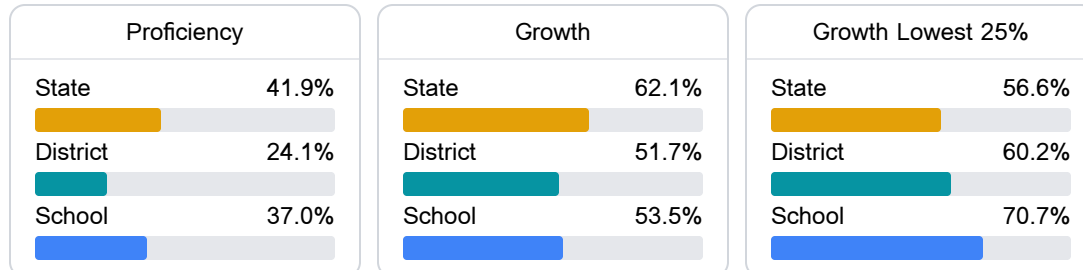 Proficiency
State 41.9%
District 24.1%
School 37.0%
Growth
State 62.1%
District 51.7%
School 53.5%
Growth Lowest 25%
State 56.6%
District 60.2%
School 70.7%